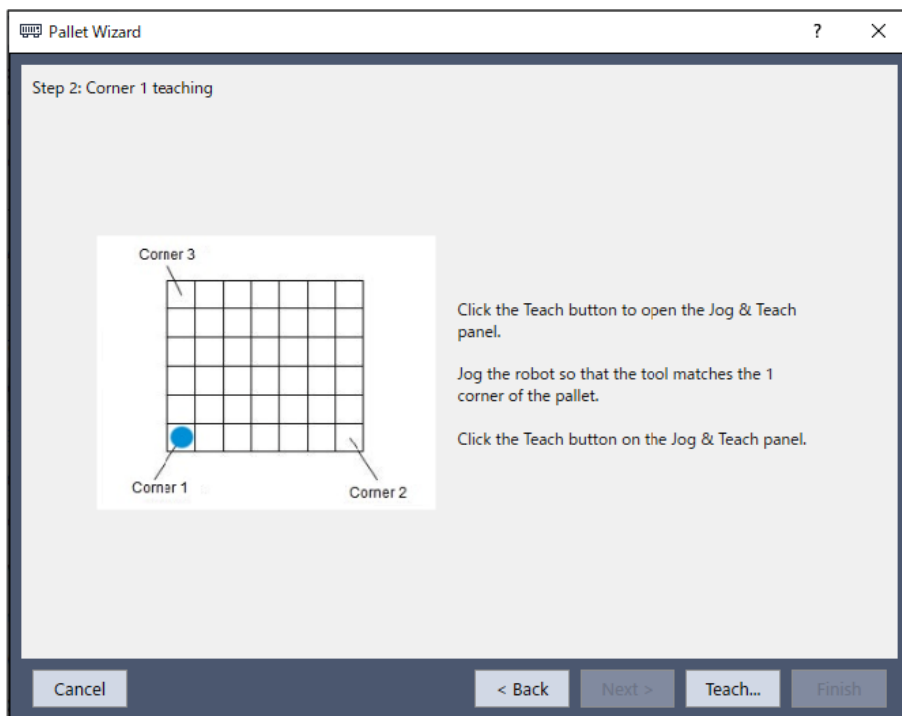 Pallet Wizard
?
Step 2: Corner 1 teaching
Corner 3
Corner 1
Corner 2
Click the Teach button to open the Jog & Teach
panel.
Jog the robot so that the tool matches the 1
corner of the pallet.
Click the Teach button on the Jog & Teach panel.
Cancel
< Back
Next >
Teach...
Finish